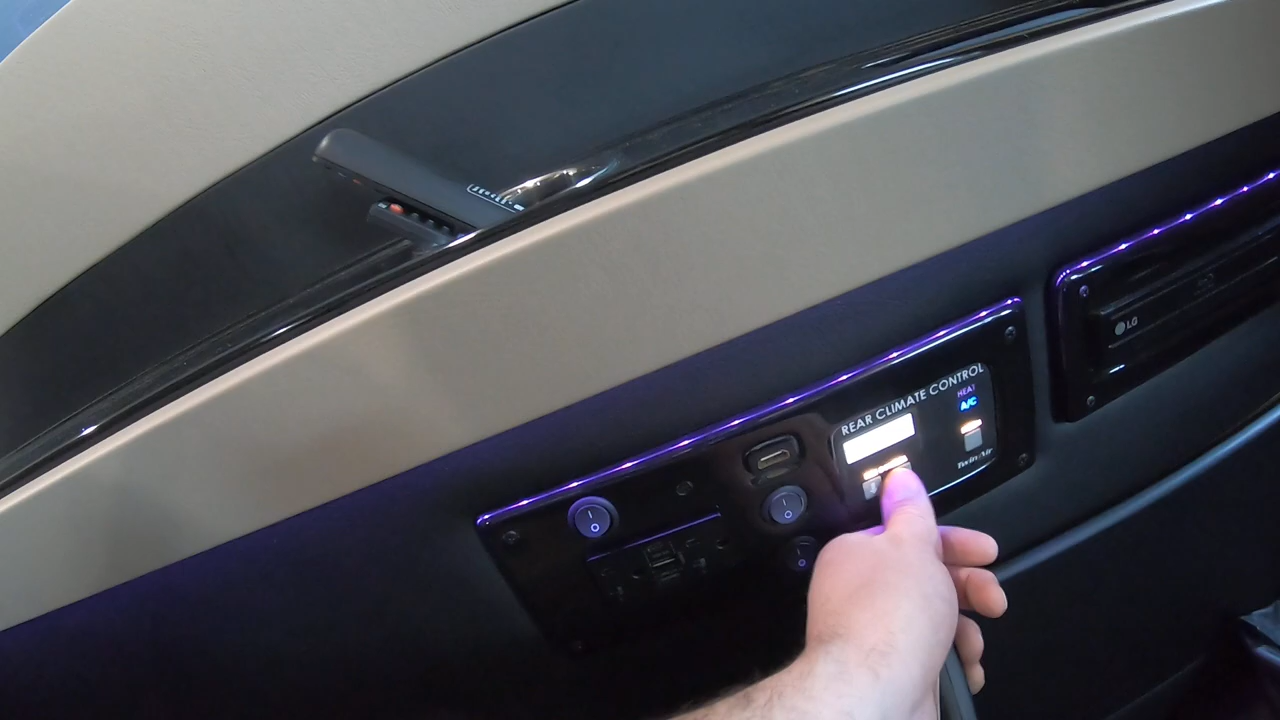 REAR CLIMATE CONTROL
HEAT
A/C
TwinAir
LG